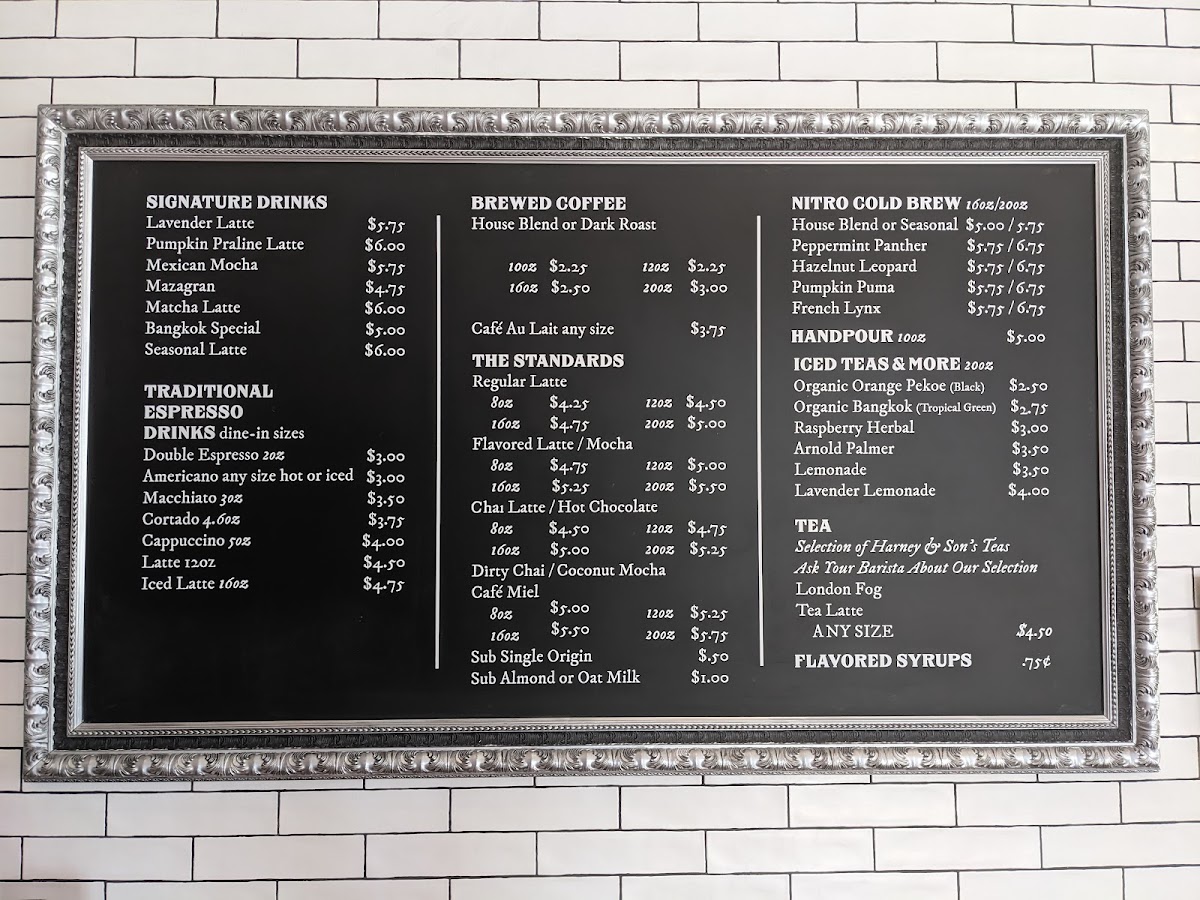 SIGNATURE DRINKS
Lavender Latte $5.75
Pumpkin Praline Latte $6.00
Mexican Mocha $5.75
Mazagran $4.75
Matcha Latte $6.00
Bangkok Special $5.00
Seasonal Latte $6.00
TRADITIONAL
ESPRESSO
DRINKS dine-in sizes
Double Espresso 2oz $3.00
Americano any size hot or iced $3.00
Macchiato 3oz $3.50
Cortado 4.6oz $3.75
Cappuccino 5oz $4.00
Latte 12oz $4.50
Iced Latte 16oz $4.75
BREWED COFFEE
House Blend or Dark Roast
10oz $2.25 12oz $2.25
16oz $2.50 20oz $3.00
Café Au Lait any size $3.75
THE STANDARDS
Regular Latte
8oz $4.25 12oz $4.50
16oz $4.75 20oz $5.00
Flavored Latte / Mocha
8oz $4.75 12oz $5.00
16oz $5.25 20oz $5.50
Chai Latte / Hot Chocolate
8oz $4.50 12oz $4.75
16oz $5.00 20oz $5.25
Dirty Chai / Coconut Mocha
Café Miel
8oz $5.00 12oz $5.25
16oz $5.50 20oz $5.75
Sub Single Origin $.50
Sub Almond or Oat Milk $1.00
NITRO COLD BREW 16oz/20oz
House Blend or Seasonal $5.00 / 5.75
Peppermint Panther $5.75 / 6.75
Hazelnut Leopard $5.75 / 6.75
Pumpkin Puma $5.75 / 6.75
French Lynx $5.75 / 6.75
HANDPOUR 10oz $5.00
ICED TEAS & MORE 20oz
Organic Orange Pekoe (Black) $2.50
Organic Bangkok (Tropical Green) $2.75
Raspberry Herbal $3.00
Arnold Palmer $3.50
Lemonade $3.50
Lavender Lemonade $4.00
TEA
Selection of Harney & Son's Teas
Ask Your Barista About Our Selection
London Fog
Tea Latte
ANY SIZE $4.50
FLAVORED SYRUPS .75¢